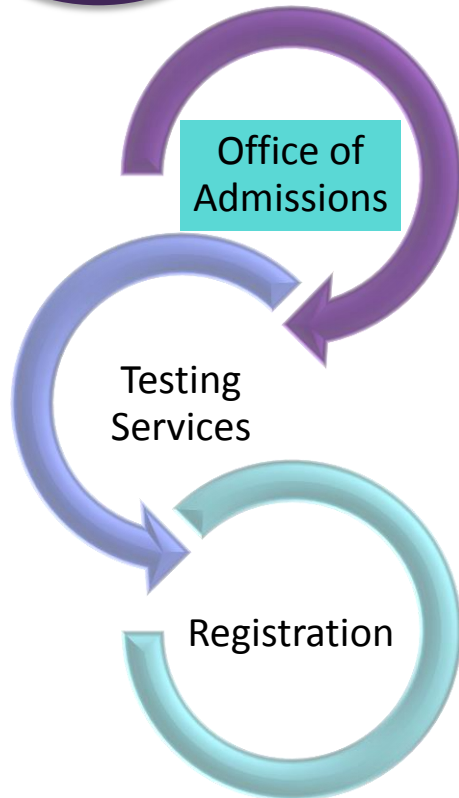 Office of
Admissions
Testing
Services
Registration